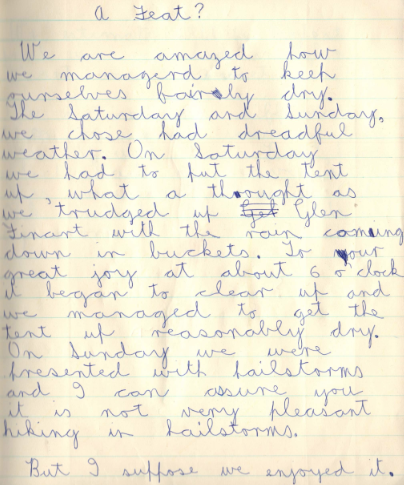 A Feat?
We are amazed how
we managerd to keep
ourselves fairly dry.
The Saturday and Sunday,
we chose had dreadful
weather. On Saturday
we had to put the tent
up, what a thought as
we trudged up Glen
Finart with the rain coming
down in buckets. To our
great joy at about 6 o'clock
it began to clear up and
we managed to get the
tent up reasonably dry.
On Sunday we were
presented with hailstorms
and I can assure you
it is not very pleasant
hiking in hailstorms.
But I suppose we enjoyed it.